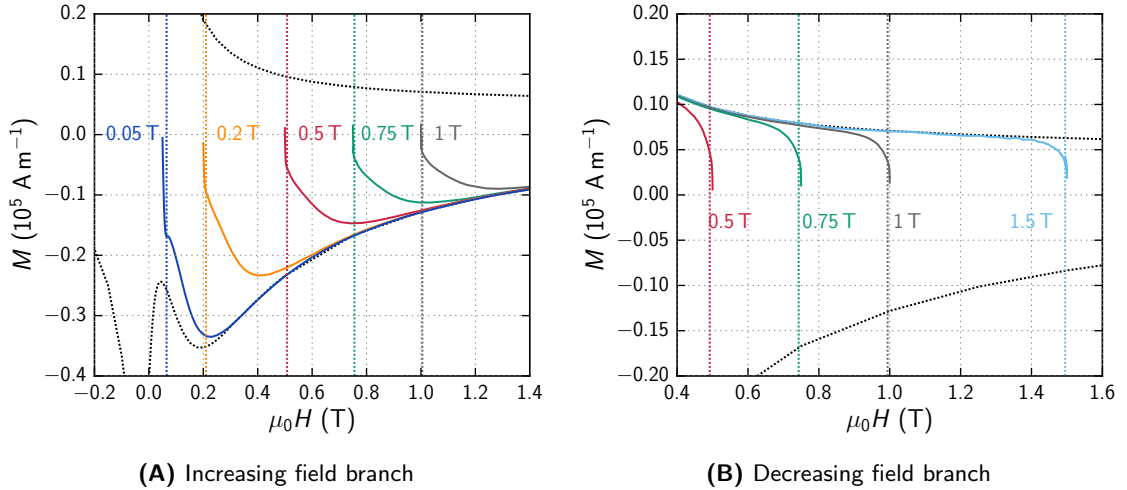 0.3
0.2
0.1
0.0
−0.1
−0.2
−0.3
−0.4
M (10⁵ A m⁻¹)
0.05 T
0.2 T
0.5 T
0.75 T
1 T
−0.2 0.0 0.2 0.4 0.6 0.8 1.0 1.2 1.4
μ₀H (T)
(A) Increasing field branch
0.20
0.15
0.10
0.05
0.00
−0.05
−0.10
−0.15
−0.20
M (10⁵ A m⁻¹)
0.5 T
0.75 T
1 T
1.5 T
0.4 0.6 0.8 1.0 1.2 1.4 1.6
μ₀H (T)
(B) Decreasing field branch